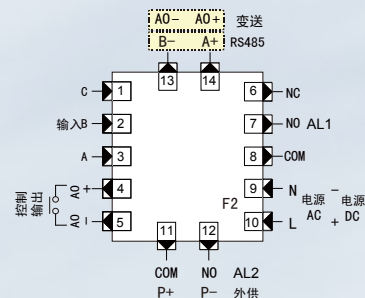 AO- AO+ 变送
B- A+ RS485
13 14
C 1 6 NC
输入B 2 7 NO AL1
A 3 8 COM
控制输出 AO + 4 9 N 电源 AC - 电源 DC
AO - 5 F2 10 L +
11 12
COM NO AL2
P+ P- 外供